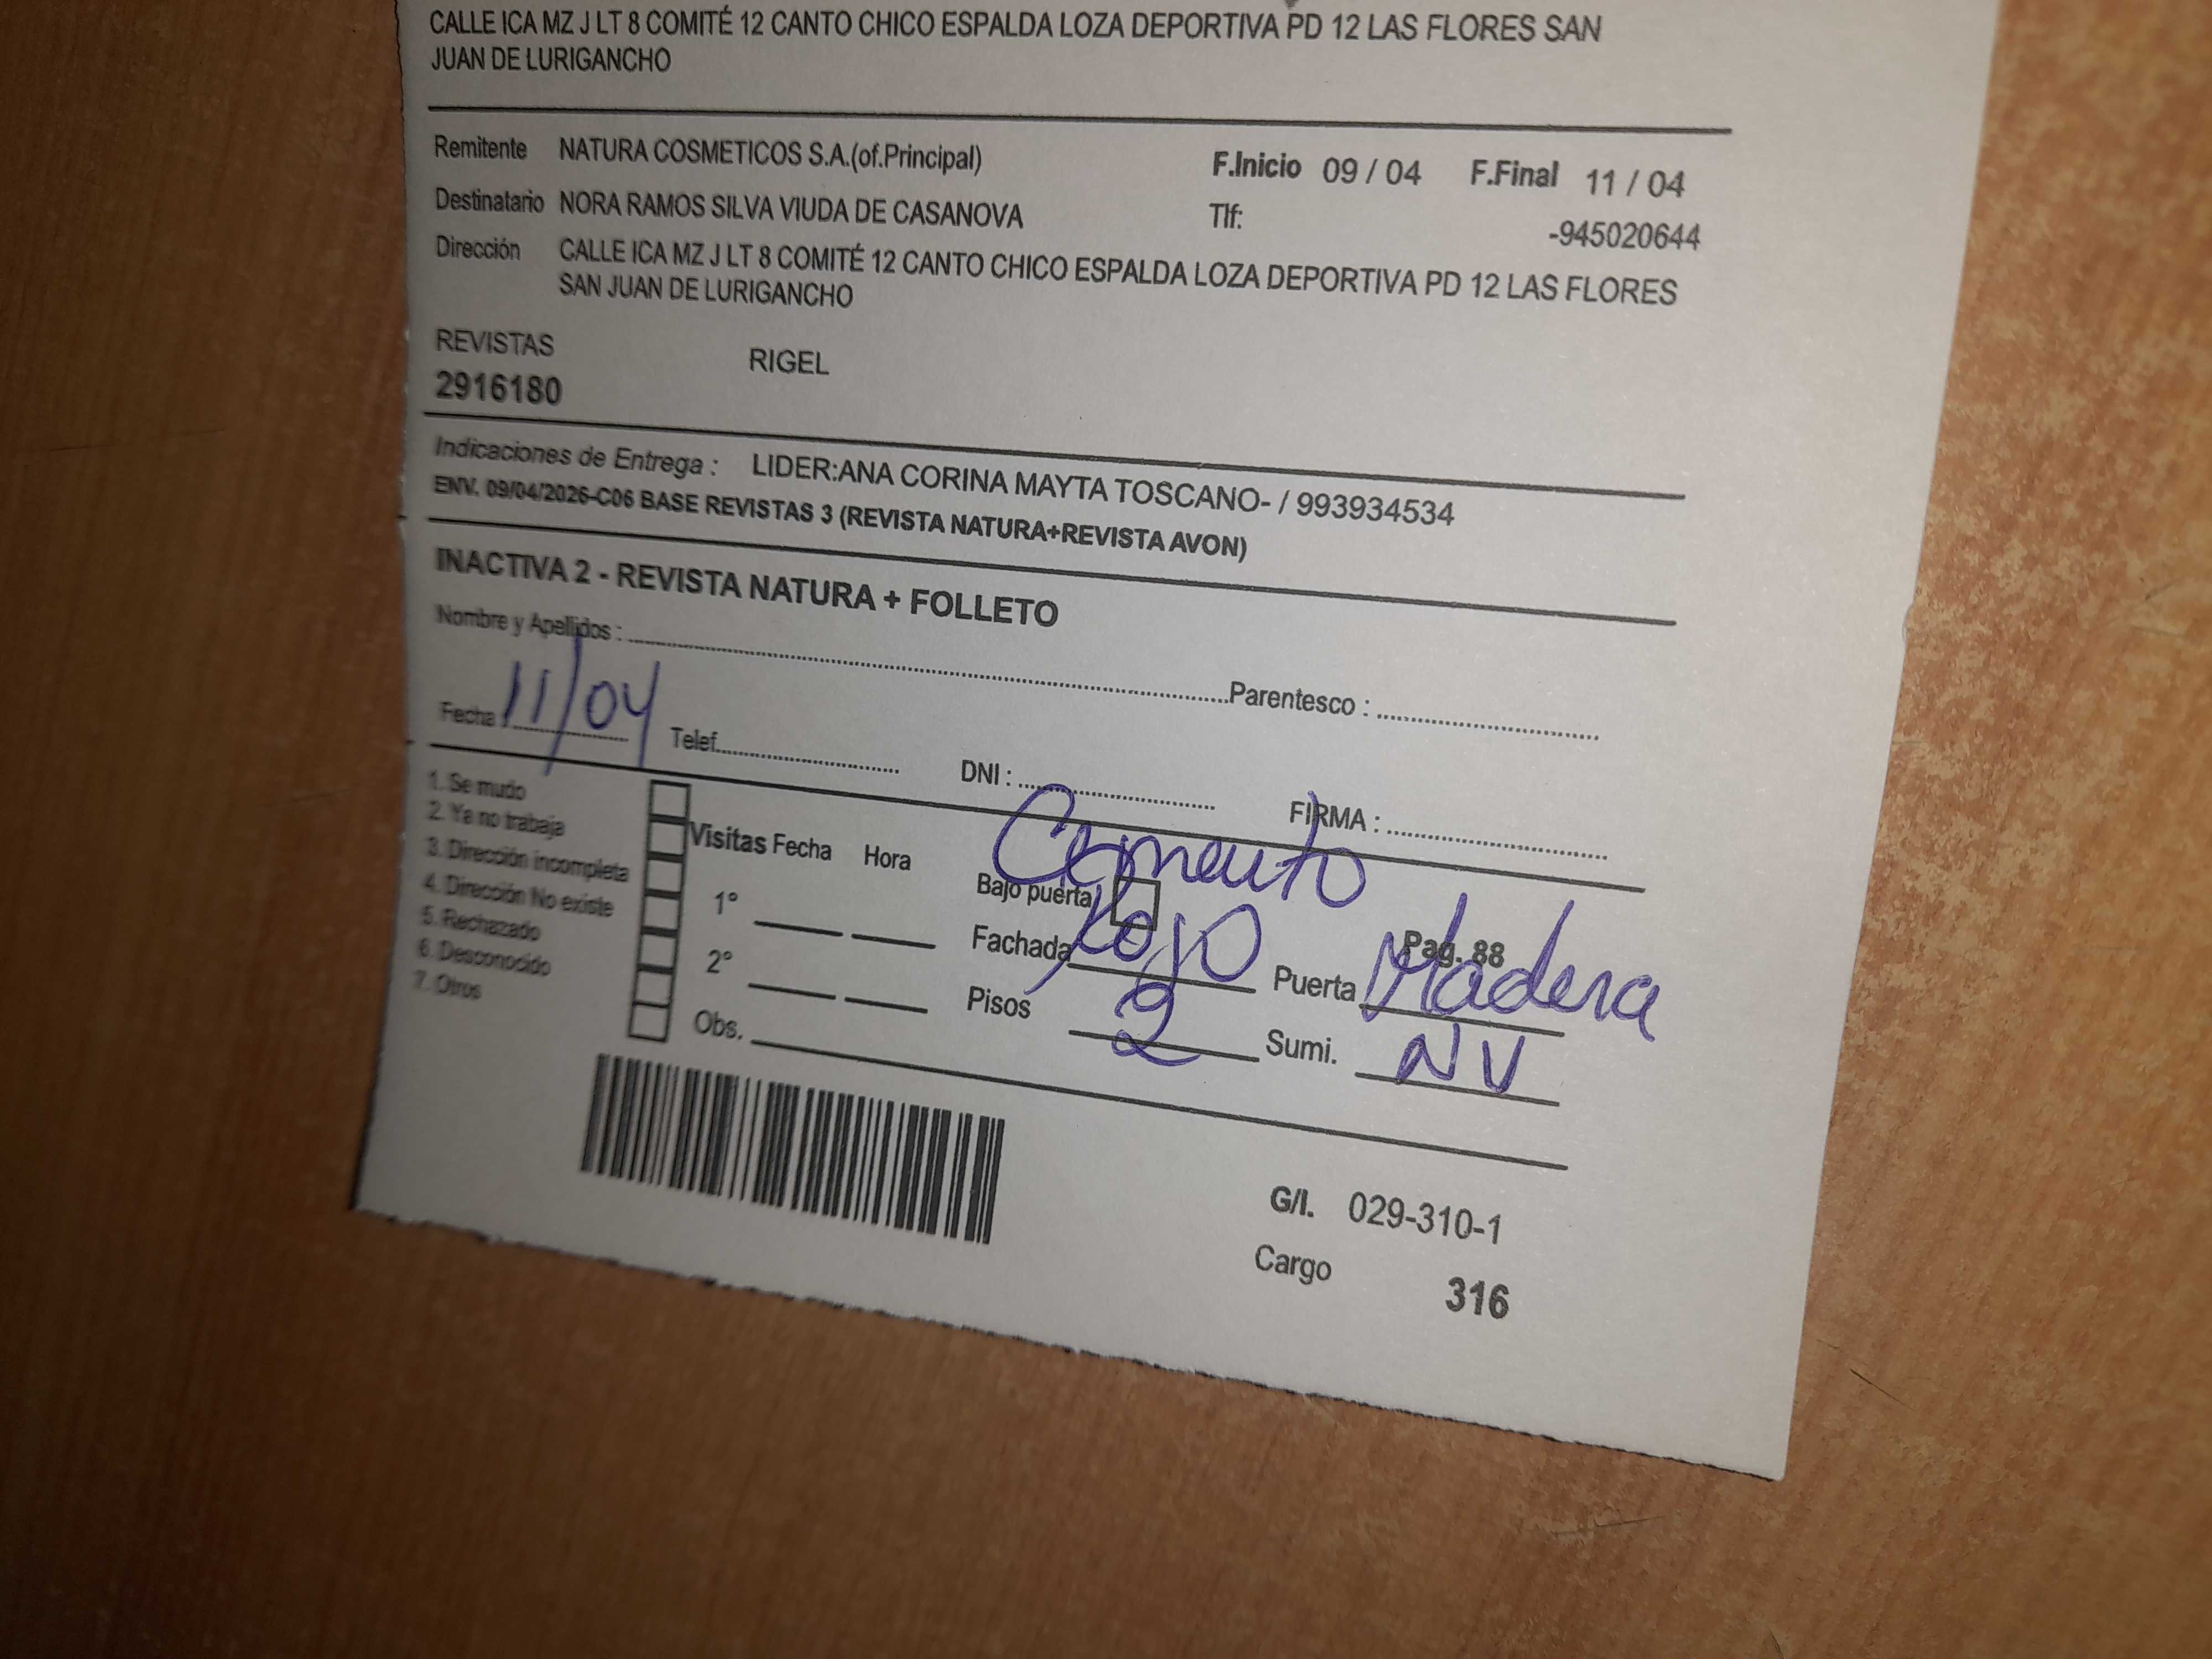 CALLE ICA MZ J LT 8 COMITÉ 12 CANTO CHICO ESPALDA LOZA DEPORTIVA PD 12 LAS FLORES SAN
JUAN DE LURIGANCHO
Remitente NATURA COSMETICOS S.A.(of.Principal) F.Inicio 09 / 04 F.Final 11 / 04
Destinatario NORA RAMOS SILVA VIUDA DE CASANOVA Tlf: -945020644
Dirección CALLE ICA MZ J LT 8 COMITÉ 12 CANTO CHICO ESPALDA LOZA DEPORTIVA PD 12 LAS FLORES
SAN JUAN DE LURIGANCHO
REVISTAS RIGEL
2916180
Indicaciones de Entrega : LIDER:ANA CORINA MAYTA TOSCANO- / 993934534
ENV. 09/04/2026-C06 BASE REVISTAS 3 (REVISTA NATURA+REVISTA AVON)
INACTIVA 2 - REVISTA NATURA + FOLLETO
Nombre y Apellidos : Parentesco :
Fecha : 11/04 Telef. DNI : FIRMA :
1. Se mudo
2. Ya no trabaja
3. Dirección incompleta
4. Dirección No existe
5. Rechazado
6. Desconocido
7. Otros
Visitas Fecha Hora
1°
2°
Obs.
Cemento
Bajo puerta
Pag. 88
Fachada Rojo Puerta Madera
Pisos 2 Sumi. NV
G/I. 029-310-1
Cargo 316